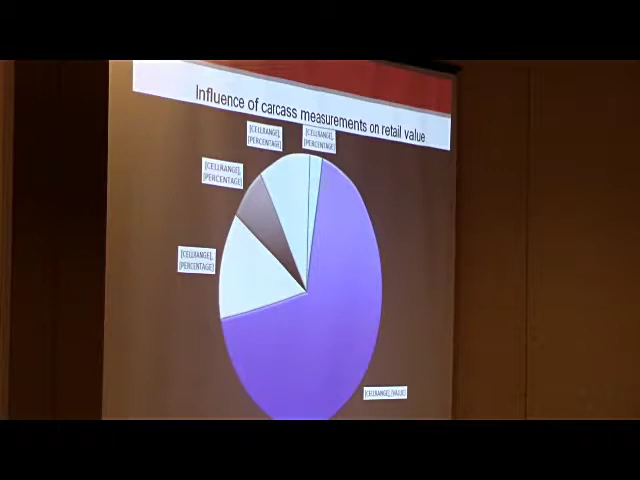 Influence of carcass measurements on retail value
[CELLRANGE],
[PERCENTAGE]
[CELLRANGE],
[PERCENTAGE]
[CELLRANGE],
[PERCENTAGE]
[CELLRANGE],
[PERCENTAGE]
[CELLRANGE], [VALUE]